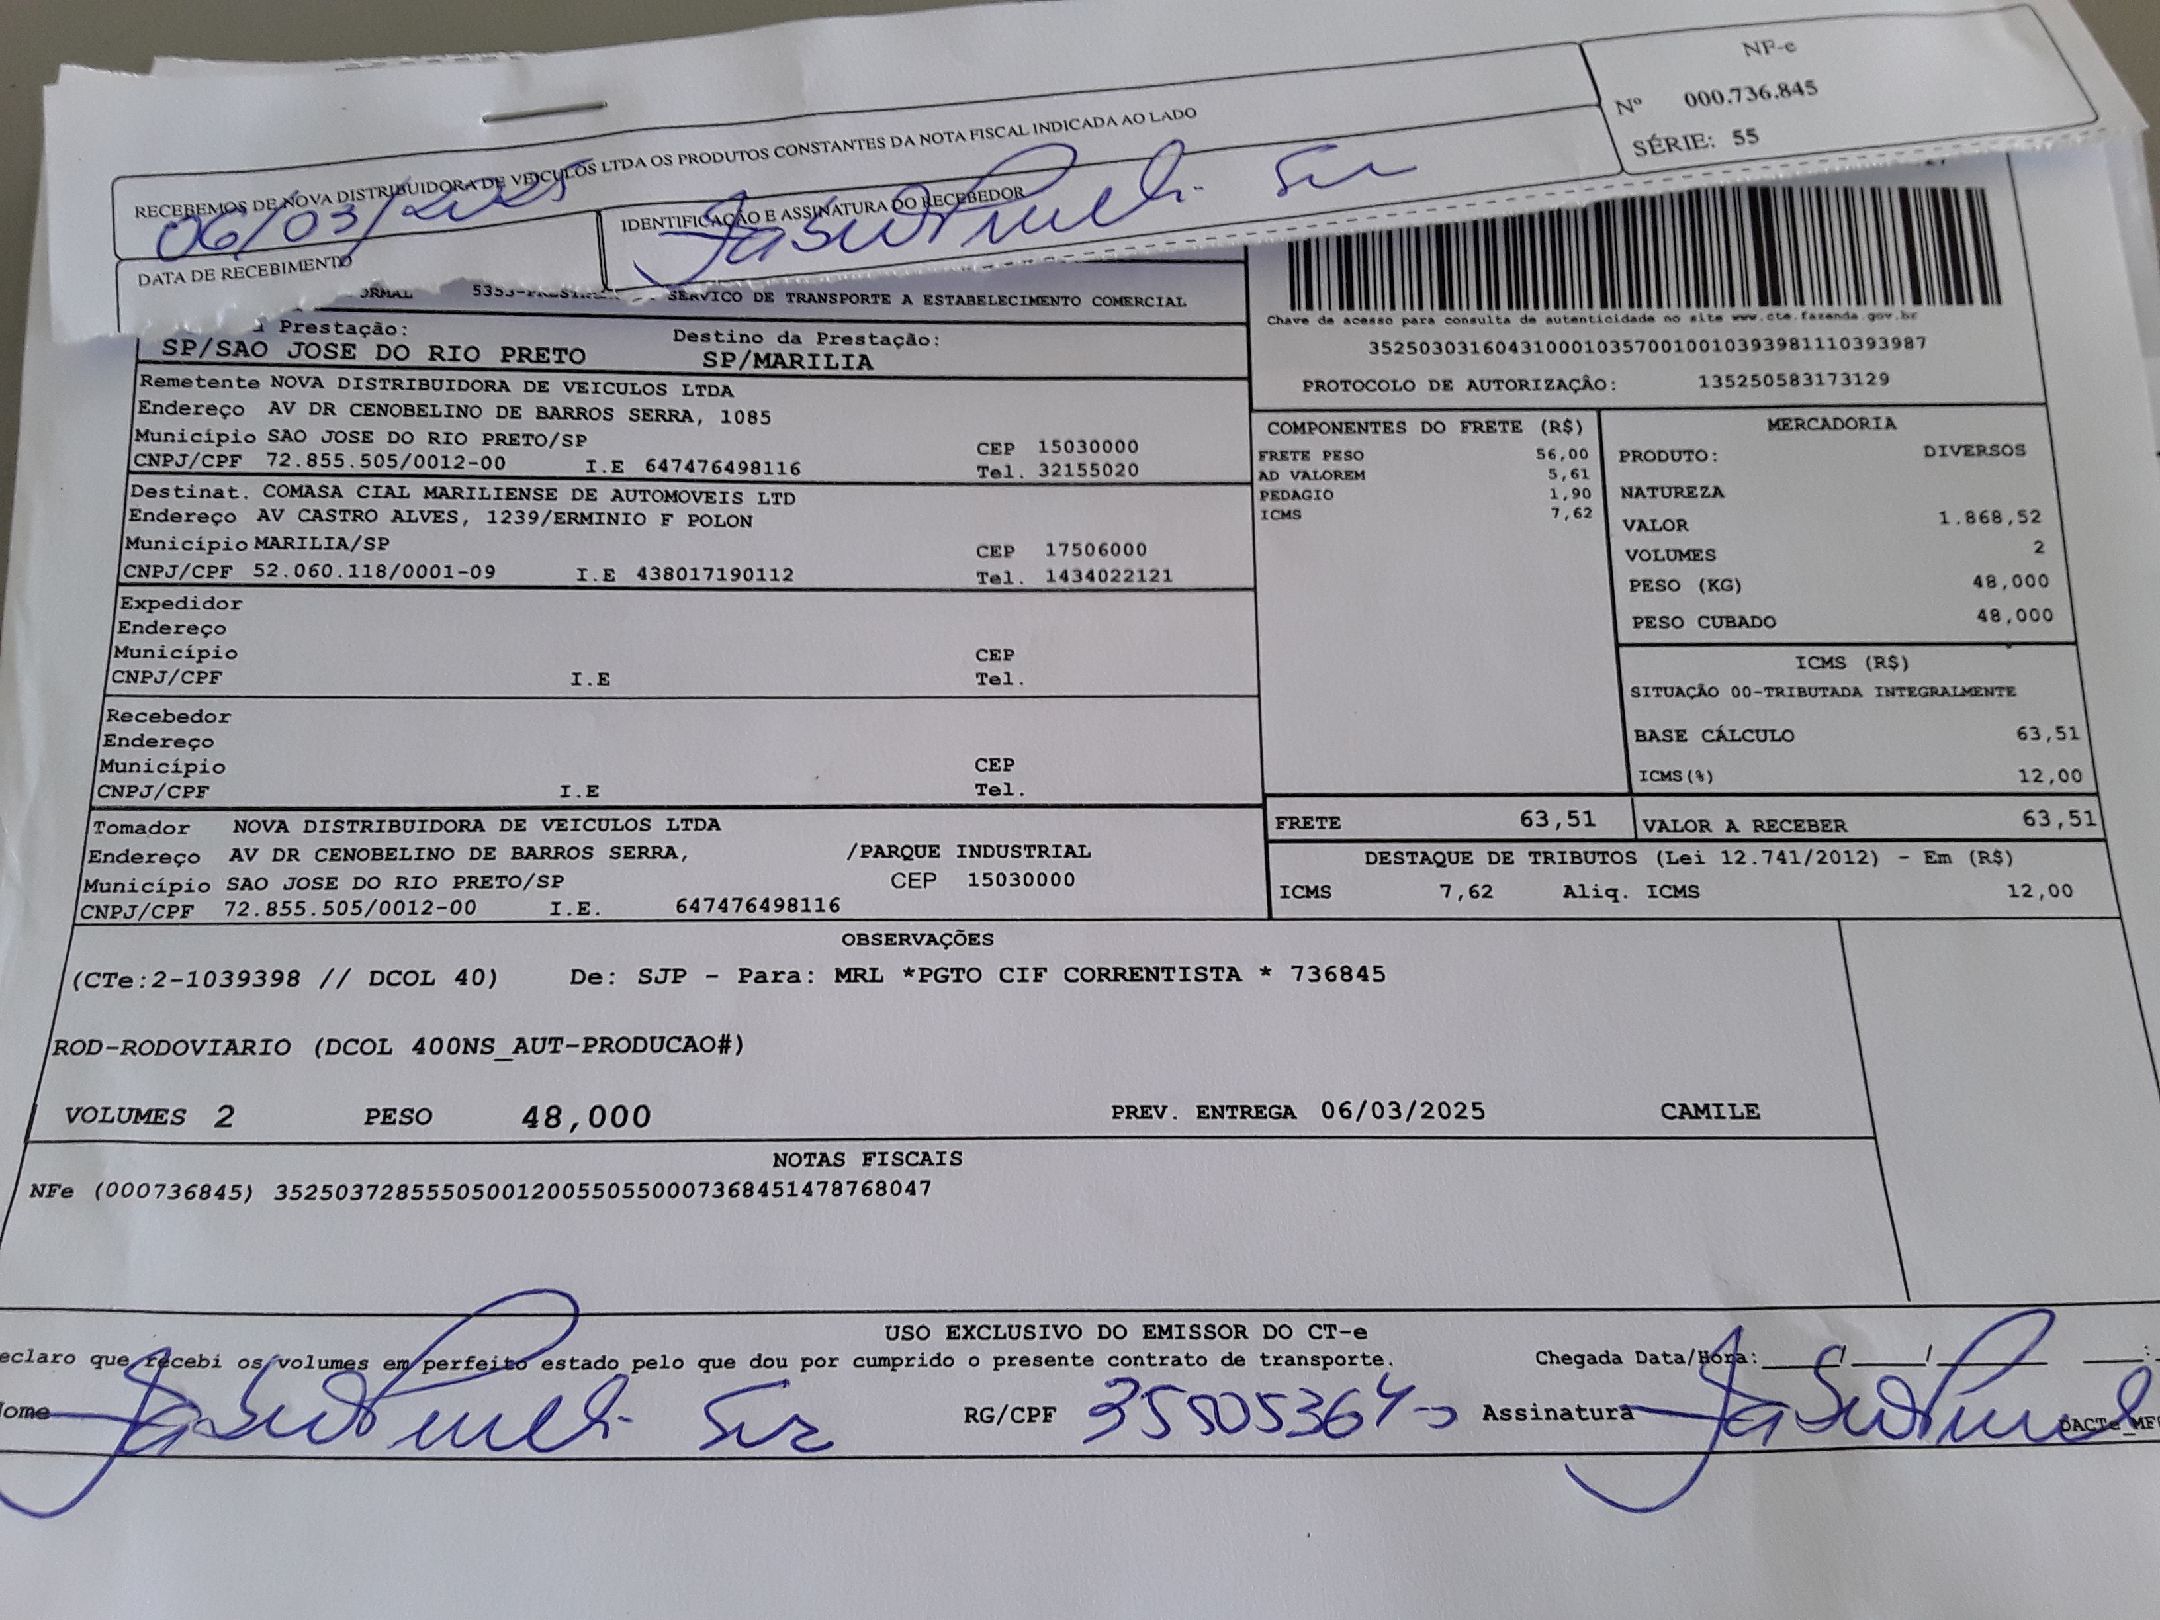 NF-e
Nº 000.736.845
SÉRIE: 55
RECEBEMOS DE NOVA DISTRIBUIDORA DE VEICULOS LTDA OS PRODUTOS CONSTANTES DA NOTA FISCAL INDICADA AO LADO
06/03/2025
DATA DE RECEBIMENTO
IDENTIFICAÇÃO E ASSINATURA DO RECEBEDOR
SERVICO DE TRANSPORTE A ESTABELECIMENTO COMERCIAL
Prestação: Destino da Prestação:
SP/SAO JOSE DO RIO PRETO SP/MARILIA
Remetente NOVA DISTRIBUIDORA DE VEICULOS LTDA
Endereço AV DR CENOBELINO DE BARROS SERRA, 1085
Município SAO JOSE DO RIO PRETO/SP CEP 15030000
CNPJ/CPF 72.855.505/0012-00 I.E 647476498116 Tel. 32155020
Destinat. COMASA CIAL MARILIENSE DE AUTOMOVEIS LTD
Endereço AV CASTRO ALVES, 1239/ERMINIO F POLON
Município MARILIA/SP CEP 17506000
CNPJ/CPF 52.060.118/0001-09 I.E 438017190112 Tel. 1434022121
Expedidor
Endereço
Município CEP
CNPJ/CPF I.E Tel.
Recebedor
Endereço
Município CEP
CNPJ/CPF I.E Tel.
Tomador NOVA DISTRIBUIDORA DE VEICULOS LTDA
Endereço AV DR CENOBELINO DE BARROS SERRA, /PARQUE INDUSTRIAL
Município SAO JOSE DO RIO PRETO/SP CEP 15030000
CNPJ/CPF 72.855.505/0012-00 I.E. 647476498116
Chave de acesso para consulta de autenticidade no site www.cte.fazenda.gov.br
35250303160431000103570010010393981110393987
PROTOCOLO DE AUTORIZAÇÃO: 135250583173129
COMPONENTES DO FRETE (R$)
FRETE PESO 56,00
AD VALOREM 5,61
PEDAGIO 1,90
ICMS 7,62
MERCADORIA
PRODUTO: DIVERSOS
NATUREZA
VALOR 1.868,52
VOLUMES 2
PESO (KG) 48,000
PESO CUBADO 48,000
ICMS (R$)
SITUAÇÃO 00-TRIBUTADA INTEGRALMENTE
BASE CÁLCULO 63,51
ICMS(%) 12,00
FRETE 63,51 VALOR A RECEBER 63,51
DESTAQUE DE TRIBUTOS (Lei 12.741/2012) - Em (R$)
ICMS 7,62 Aliq. ICMS 12,00
OBSERVAÇÕES
(CTe:2-1039398 // DCOL 40) De: SJP - Para: MRL *PGTO CIF CORRENTISTA * 736845
ROD-RODOVIARIO (DCOL 400NS_AUT-PRODUCAO#)
VOLUMES 2 PESO 48,000 PREV. ENTREGA 06/03/2025 CAMILE
NOTAS FISCAIS
NFe (000736845) 35250372855505001200550550007368451478768047
USO EXCLUSIVO DO EMISSOR DO CT-e
eclaro que recebi os volumes em perfeito estado pelo que dou por cumprido o presente contrato de transporte. Chegada Data/Hora:____/____/______ ___:
ome RG/CPF Assinatura